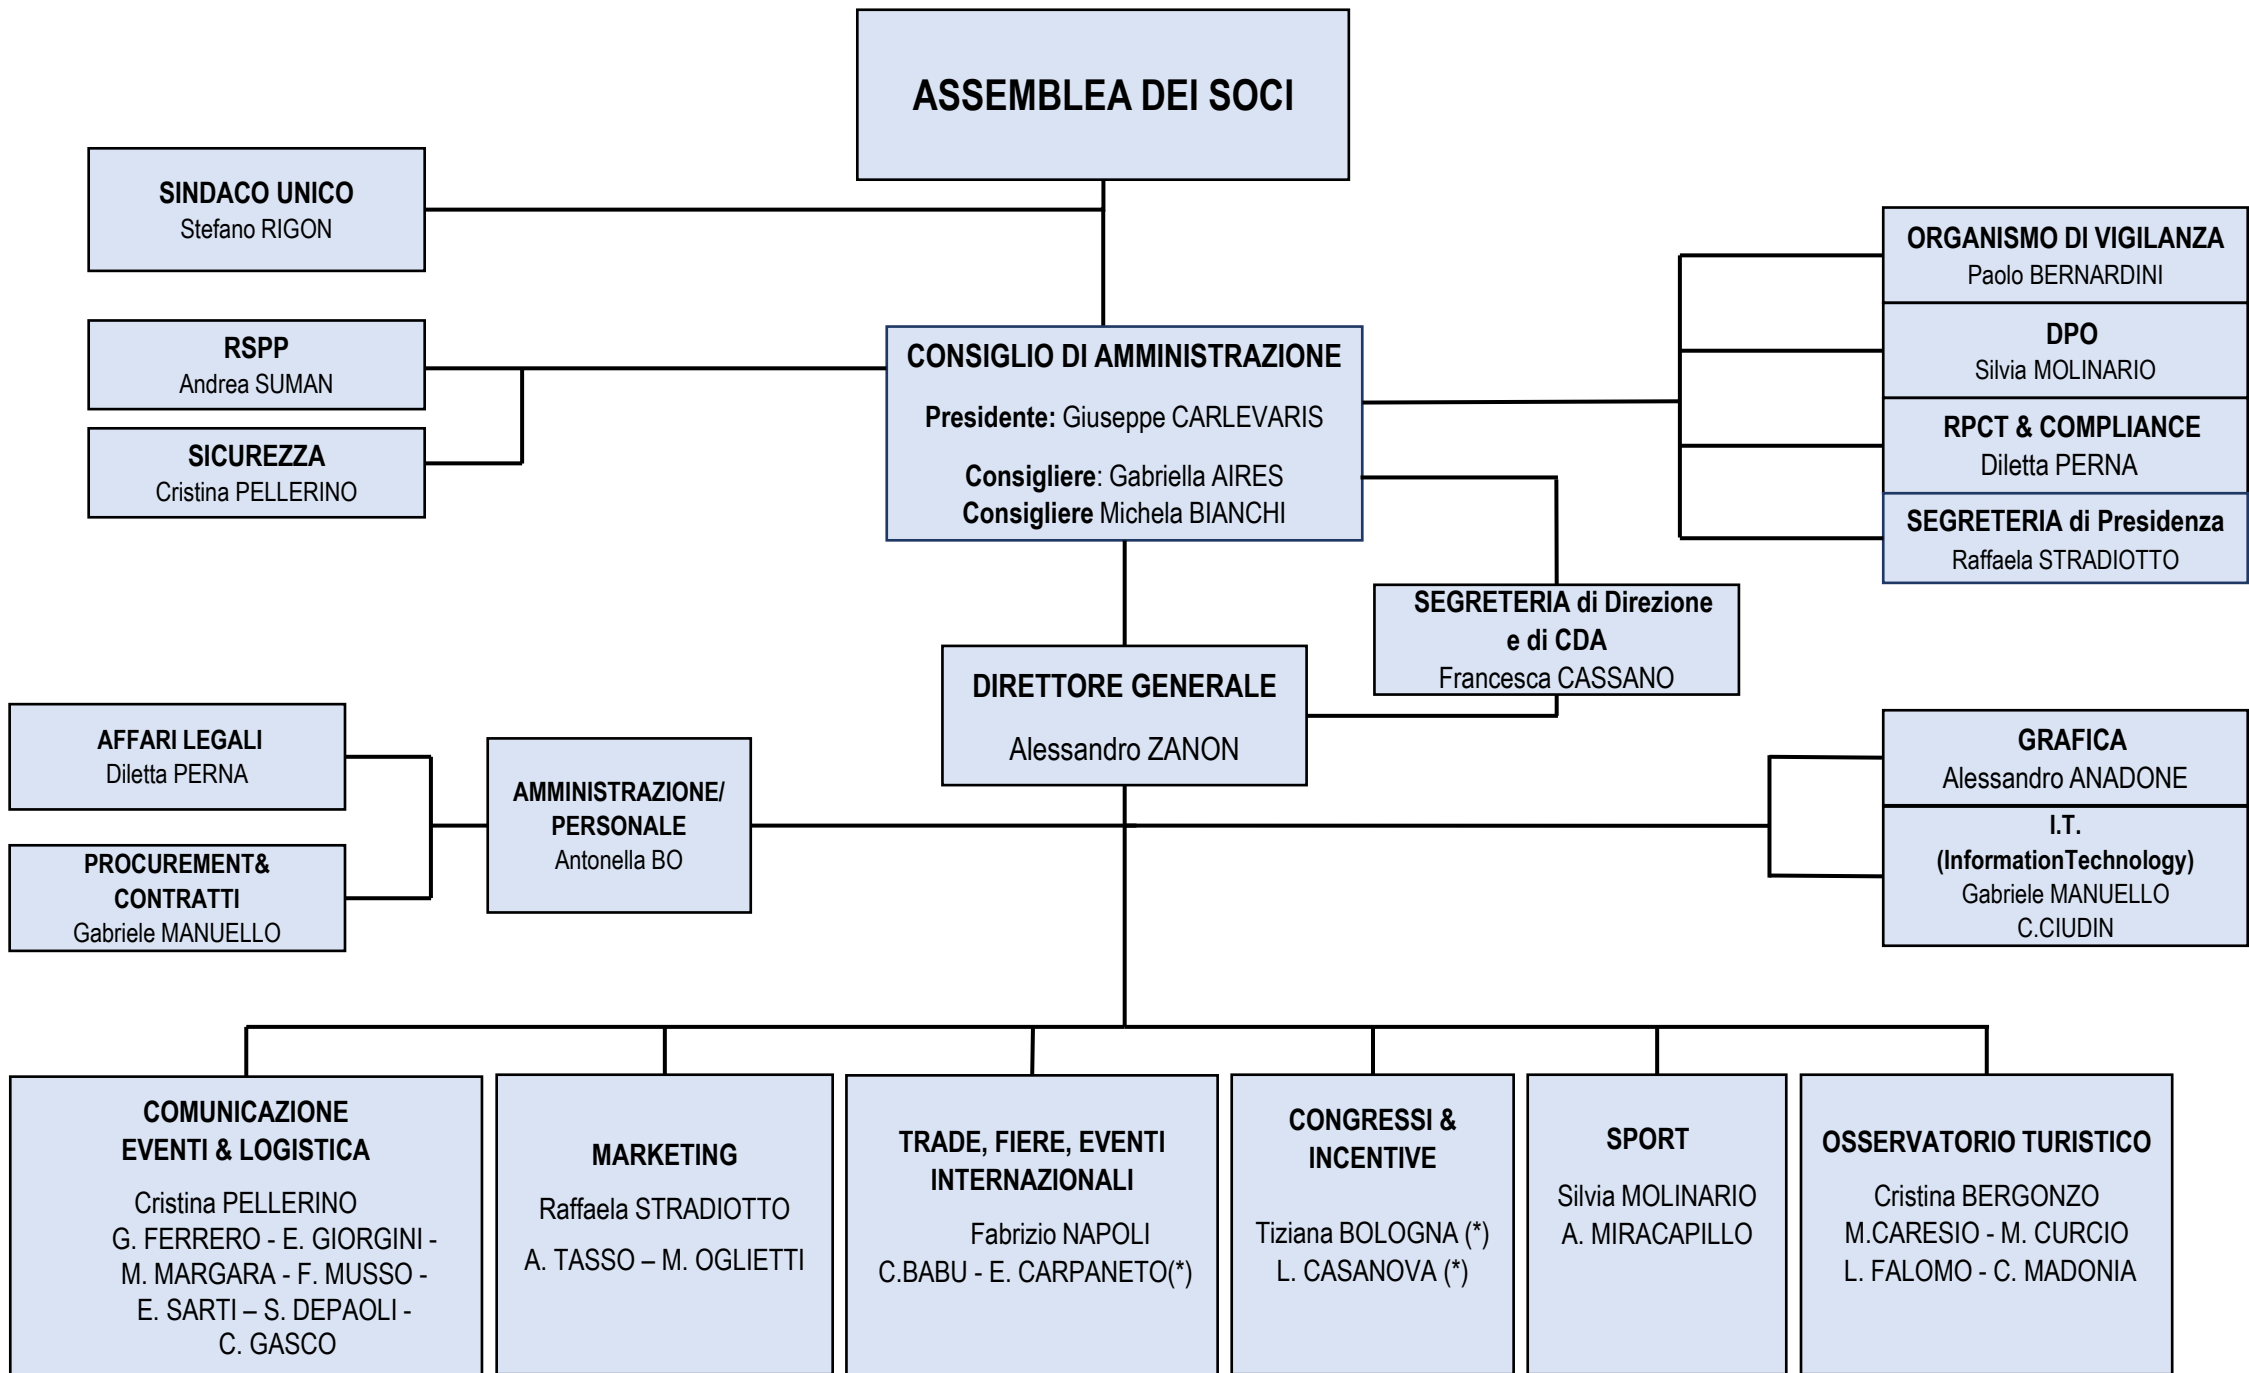 ASSEMBLEA DEI SOCI
SINDACO UNICO
Stefano RIGON
ORGANISMO DI VIGILANZA
Paolo BERNARDINI
DPO
Silvia MOLINARIO
RPCT & COMPLIANCE
Diletta PERNA
SEGRETERIA di Presidenza
Raffaela STRADIOTTO
RSPP
Andrea SUMAN
SICUREZZA
Cristina PELLERINO
CONSIGLIO DI AMMINISTRAZIONE
Presidente: Giuseppe CARLEVARIS
Consigliere: Gabriella AIRES
Consigliere Michela BIANCHI
SEGRETERIA di Direzione
e di CDA
Francesca CASSANO
DIRETTORE GENERALE
Alessandro ZANON
AFFARI LEGALI
Diletta PERNA
PROCUREMENT&
CONTRATTI
Gabriele MANUELLO
AMMINISTRAZIONE/
PERSONALE
Antonella BO
GRAFICA
Alessandro ANADONE
I.T.
(InformationTechnology)
Gabriele MANUELLO
C.CIUDIN
COMUNICAZIONE
EVENTI & LOGISTICA
Cristina PELLERINO
G. FERRERO - E. GIORGINI -
M. MARGARA - F. MUSSO -
E. SARTI – S. DEPAOLI -
C. GASCO
MARKETING
Raffaela STRADIOTTO
A. TASSO – M. OGLIETTI
TRADE, FIERE, EVENTI
INTERNAZIONALI
Fabrizio NAPOLI
C.BABU - E. CARPANETO(*)
CONGRESSI &
INCENTIVE
Tiziana BOLOGNA (*)
L. CASANOVA (*)
SPORT
Silvia MOLINARIO
A. MIRACAPILLO
OSSERVATORIO TURISTICO
Cristina BERGONZO
M.CARESIO - M. CURCIO
L. FALOMO - C. MADONIA